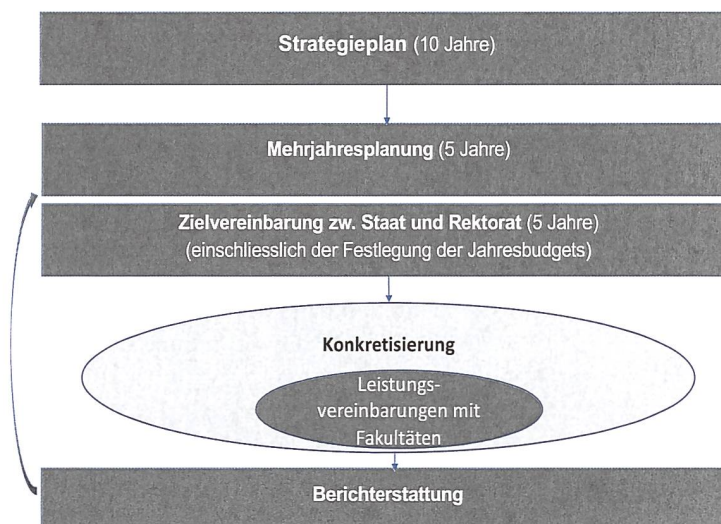 Strategieplan (10 Jahre)
Mehrjahresplanung (5 Jahre)
Zielvereinbarung zw. Staat und Rektorat (5 Jahre)
(einschliesslich der Festlegung der Jahresbudgets)
Konkretisierung
Leistungs-
vereinbarungen mit
Fakultäten
Berichterstattung